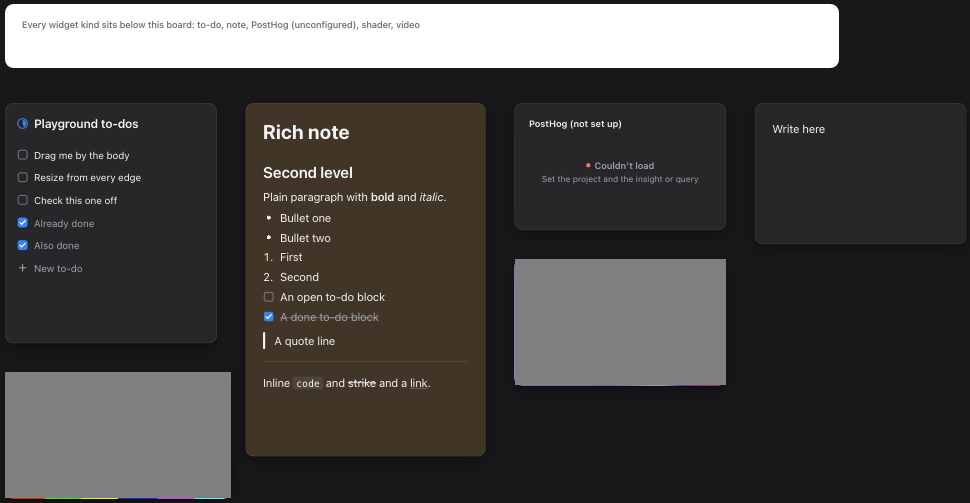 Every widget kind sits below this board: to-do, note, PostHog (unconfigured), shader, video
Playground to-dos
Drag me by the body
Resize from every edge
Check this one off
Already done
Also done
New to-do
Rich note
Second level
Plain paragraph with bold and italic.
• Bullet one
• Bullet two
1. First
2. Second
An open to-do block
A done to-do block
A quote line
Inline code and strike and a link.
PostHog (not set up)
Couldn't load
Set the project and the insight or query
Write here